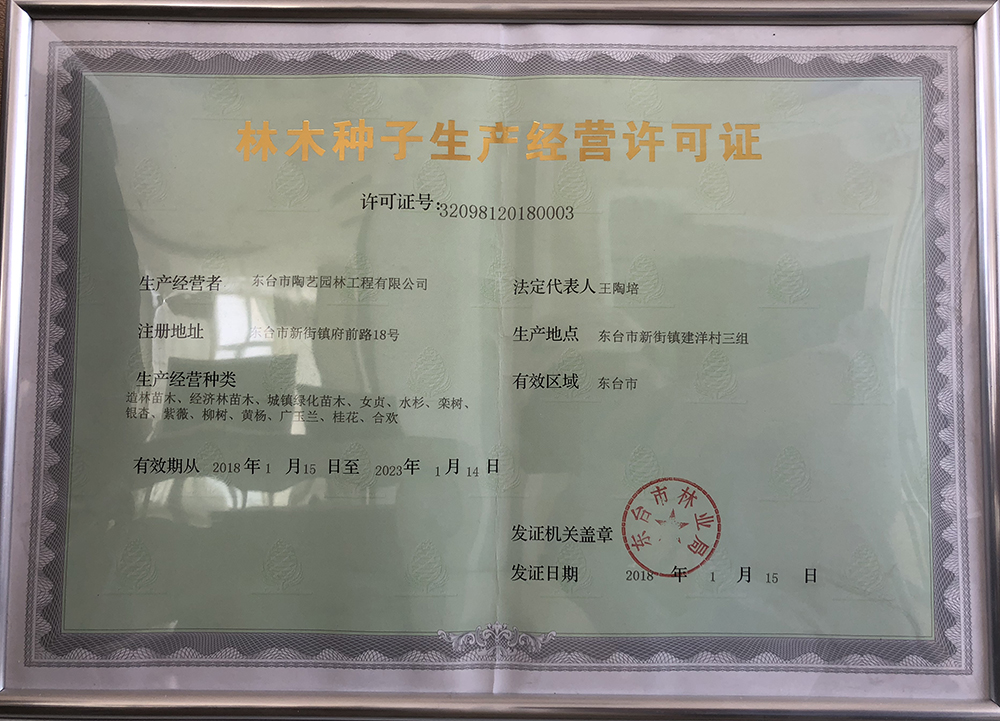 林木种子生产经营许可证
许可证号:32098120180003
生产经营者 东台市陶艺园林工程有限公司
法定代表人 王陶培
注册地址 东台市新街镇府前路18号
生产地点 东台市新街镇建洋村三组
生产经营种类
造林苗木、经济林苗木、城镇绿化苗木、女贞、水杉、栾树、
银杏、紫薇、柳树、黄杨、广玉兰、桂花、合欢
有效区域 东台市
有效期从 2018 年 1 月 15 日至 2023 年 1 月 14 日
发证机关盖章
东台市林业局
发证日期 2018 年 1 月 15 日